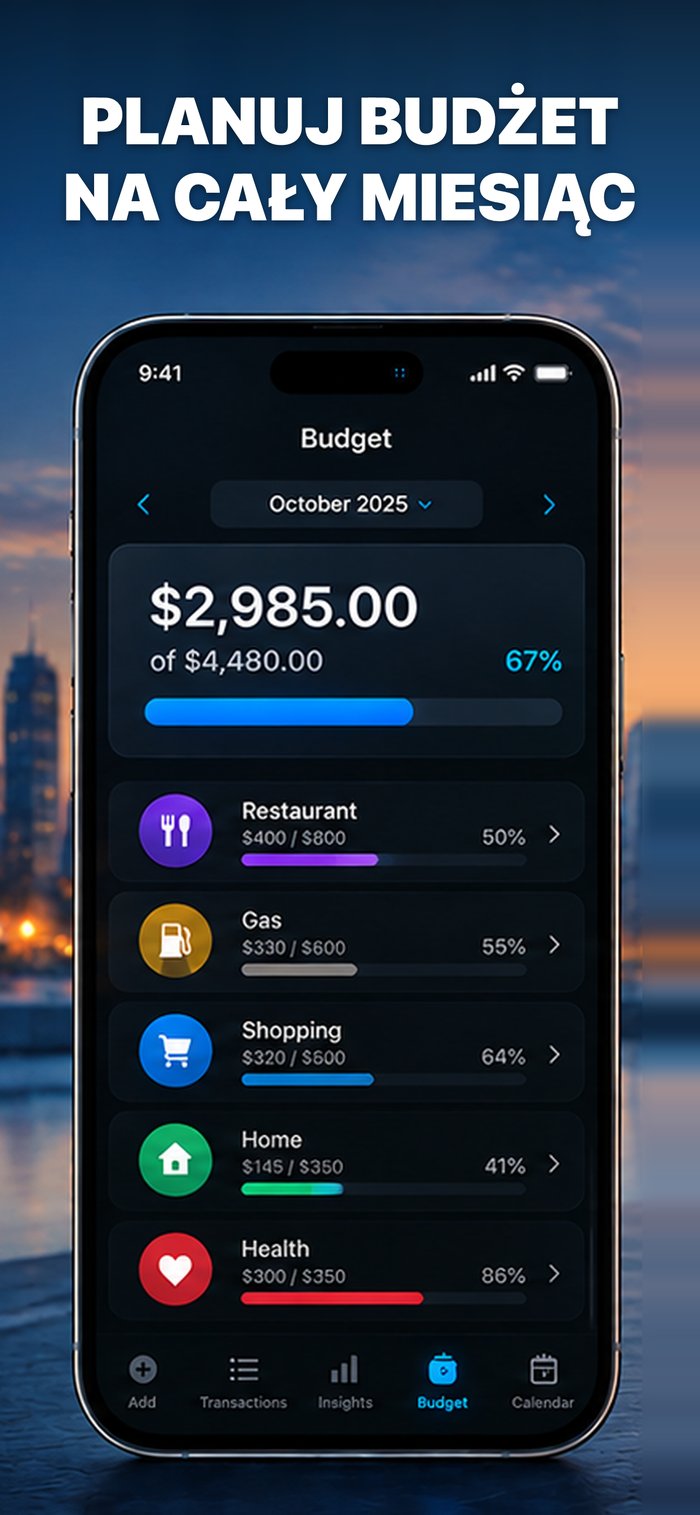 PLANUJ BUDŻET
NA CAŁY MIESIĄC
9:41
Budget
October 2025
$2,985.00
of $4,480.00
67%
Restaurant
$400 / $800
50%
Gas
$330 / $600
55%
Shopping
$320 / $600
64%
Home
$145 / $350
41%
Health
$300 / $350
86%
Add
Transactions
Insights
Budget
Calendar